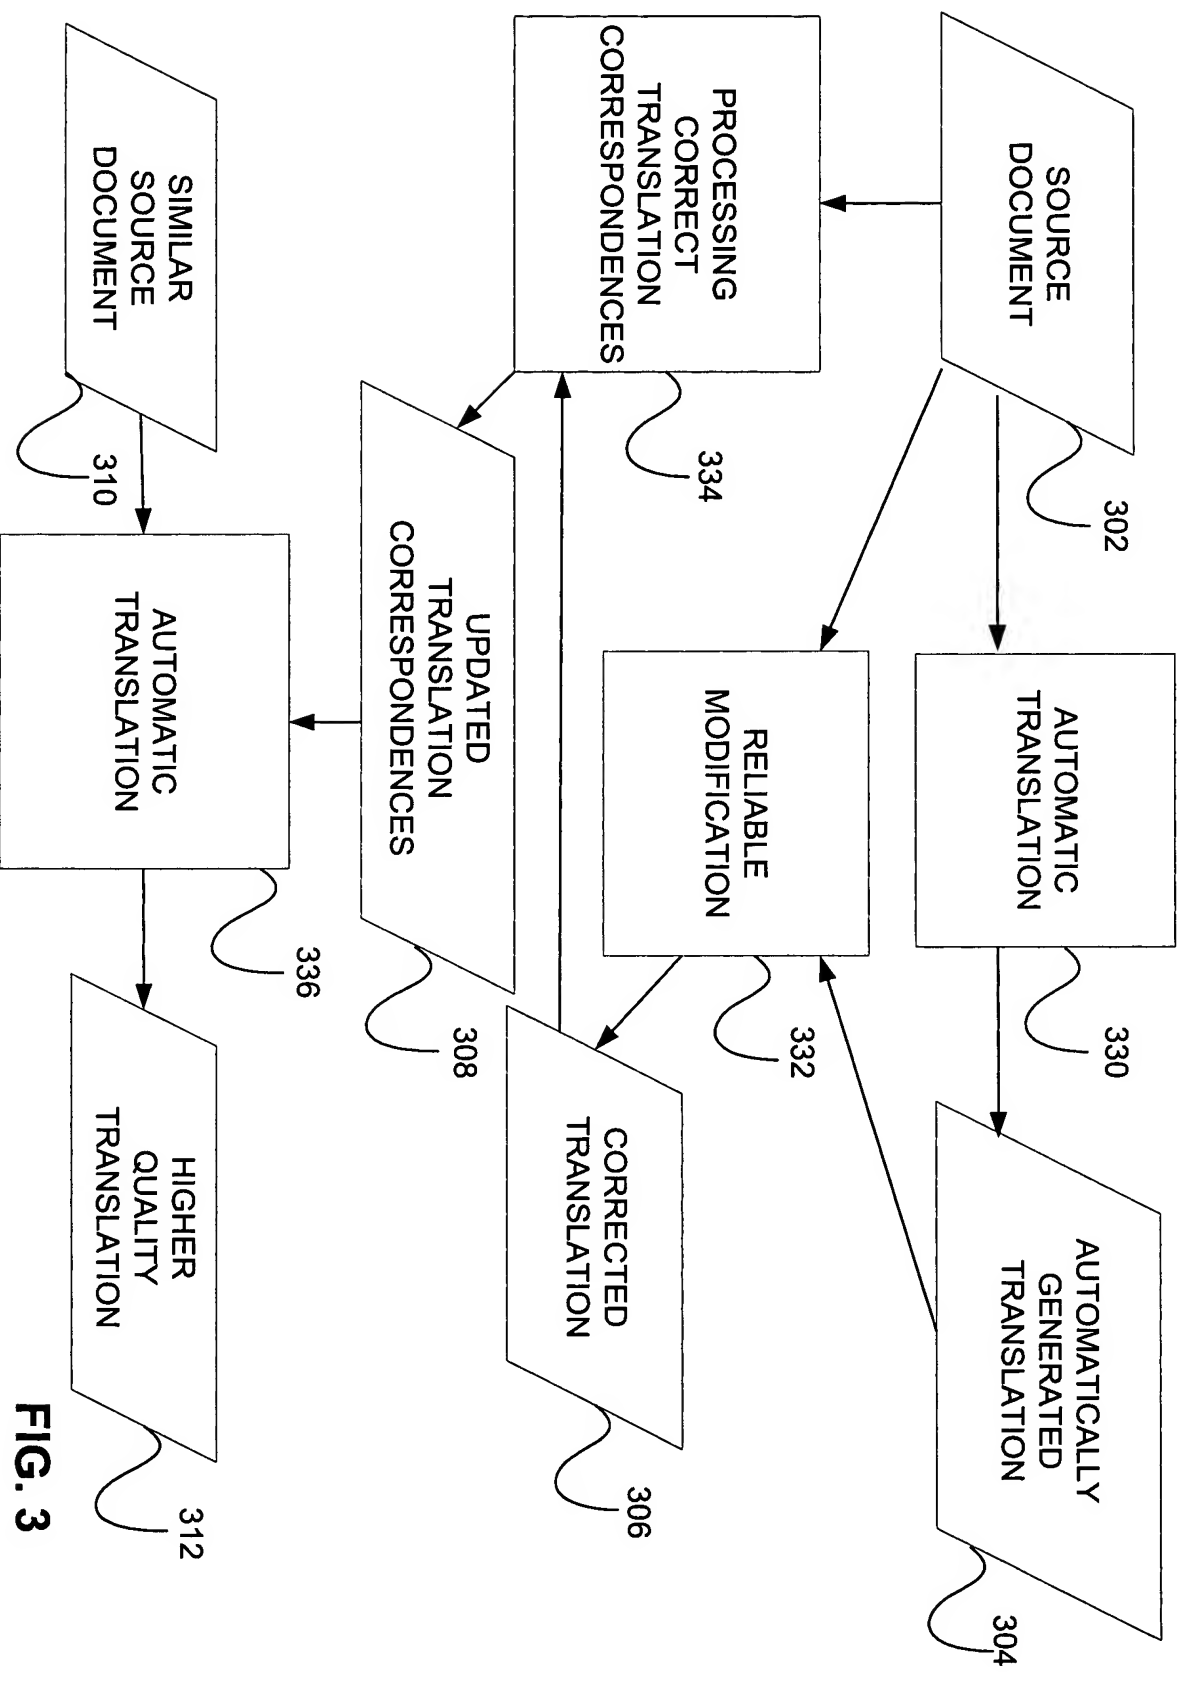 SOURCE
DOCUMENT
302
AUTOMATIC
TRANSLATION
330
AUTOMATICALLY
GENERATED
TRANSLATION
304
PROCESSING
CORRECT
TRANSLATION
CORRESPONDENCES
334
RELIABLE
MODIFICATION
332
CORRECTED
TRANSLATION
306
UPDATED
TRANSLATION
CORRESPONDENCES
308
SIMILAR
SOURCE
DOCUMENT
310
AUTOMATIC
TRANSLATION
336
HIGHER
QUALITY
TRANSLATION
312
FIG. 3